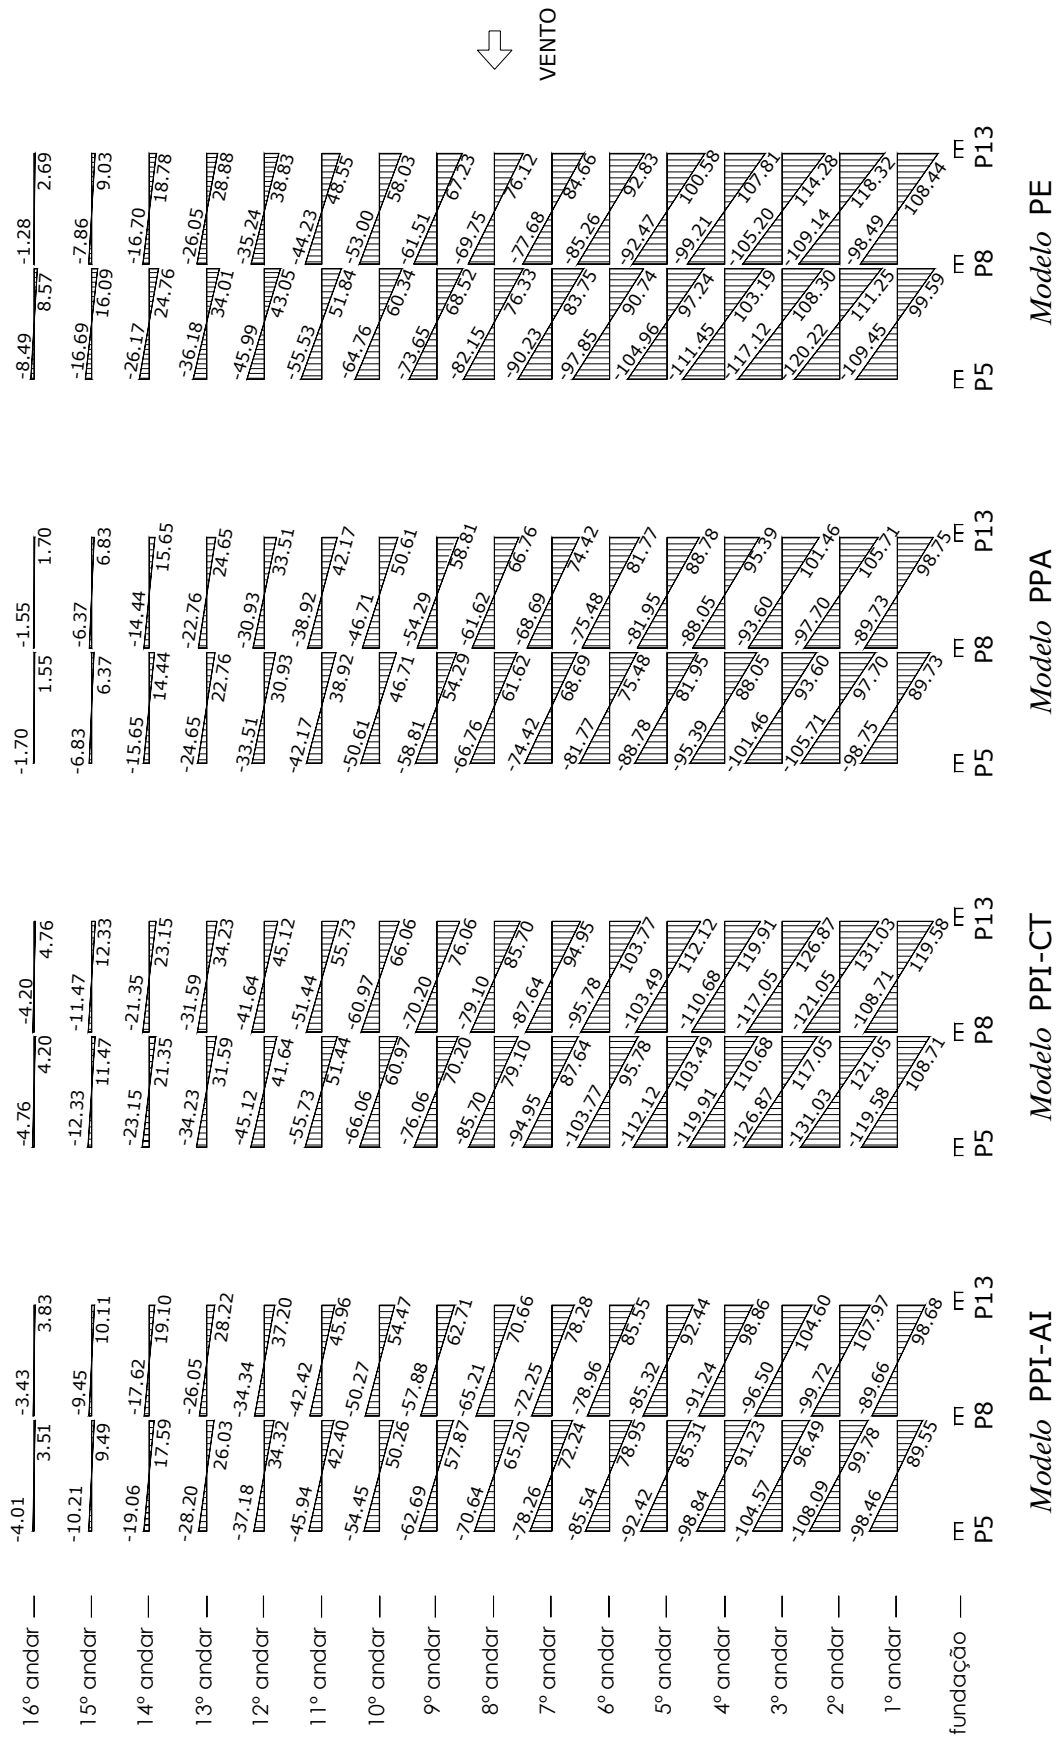 16º andar -4.01 3.51 -3.43 3.83 -4.76 4.20 -4.20 4.76 -1.70 1.55 -1.55 1.70 -8.49 8.57 -1.28 2.69
15º andar -10.21 9.49 -9.45 10.11 -12.33 11.47 -11.47 12.33 -6.83 6.37 -6.37 6.83 -16.69 16.09 -7.86 9.03
14º andar -19.06 17.59 -17.62 19.10 -23.15 21.35 -21.35 23.15 -15.65 14.44 -14.44 15.65 -26.17 24.76 -16.70 18.78
13º andar -28.20 26.03 -26.05 28.22 -34.23 31.59 -31.59 34.23 -24.65 22.76 -22.76 24.65 -36.18 34.01 -26.05 28.88
12º andar -37.18 34.32 -34.34 37.20 -45.12 41.64 -41.64 45.12 -33.51 30.93 -30.93 33.51 -45.99 43.05 -35.24 38.83
11º andar -45.94 42.40 -42.42 45.96 -55.73 51.44 -51.44 55.73 -42.17 38.92 -38.92 42.17 -55.53 51.84 -44.23 48.55
10º andar -54.45 50.26 -50.27 54.47 -66.06 60.97 -60.97 66.06 -50.61 46.71 -46.71 50.61 -64.76 60.34 -53.00 58.03
9º andar -62.69 57.87 -57.88 62.71 -76.06 70.20 -70.20 76.06 -58.81 54.29 -54.29 58.81 -73.65 68.52 -61.51 67.23
8º andar -70.64 65.20 -65.21 70.66 -85.70 79.10 -79.10 85.70 -66.76 61.62 -61.62 66.76 -82.15 76.33 -69.75 76.12
VENTO
7º andar -78.26 72.24 -72.25 78.28 -94.95 87.64 -87.64 94.95 -74.42 68.69 -68.69 74.42 -90.23 83.75 -77.68 84.66
6º andar -85.54 78.95 -78.96 85.55 -103.77 95.78 -95.78 103.77 -81.77 75.48 -75.48 81.77 -97.85 90.74 -85.26 92.83
5º andar -92.42 85.31 -85.32 92.44 -112.12 103.49 -103.49 112.12 -88.78 81.95 -81.95 88.78 -104.96 97.24 -92.47 100.58
4º andar -98.84 91.23 -91.24 98.86 -119.91 110.68 -110.68 119.91 -95.39 88.05 -88.05 95.39 -111.45 103.19 -99.21 107.81
3º andar -104.57 96.49 -96.50 104.60 -126.87 117.05 -117.05 126.87 -101.46 93.60 -93.60 101.46 -117.12 108.30 -105.20 114.28
2º andar -108.09 99.78 -99.72 107.97 -131.03 121.05 -121.05 131.03 -105.71 97.70 -97.70 105.71 -120.22 111.25 -109.14 118.32
1º andar -98.46 89.55 -89.66 98.68 -119.58 108.71 -108.71 119.58 -98.75 89.73 -89.73 98.75 -109.45 99.59 -98.49 108.44
fundação
P5 P8 P13 P5 P8 P13 P5 P8 P13 P5 P8 P13
Modelo PPI-AI Modelo PPI-CT Modelo PPA Modelo PE